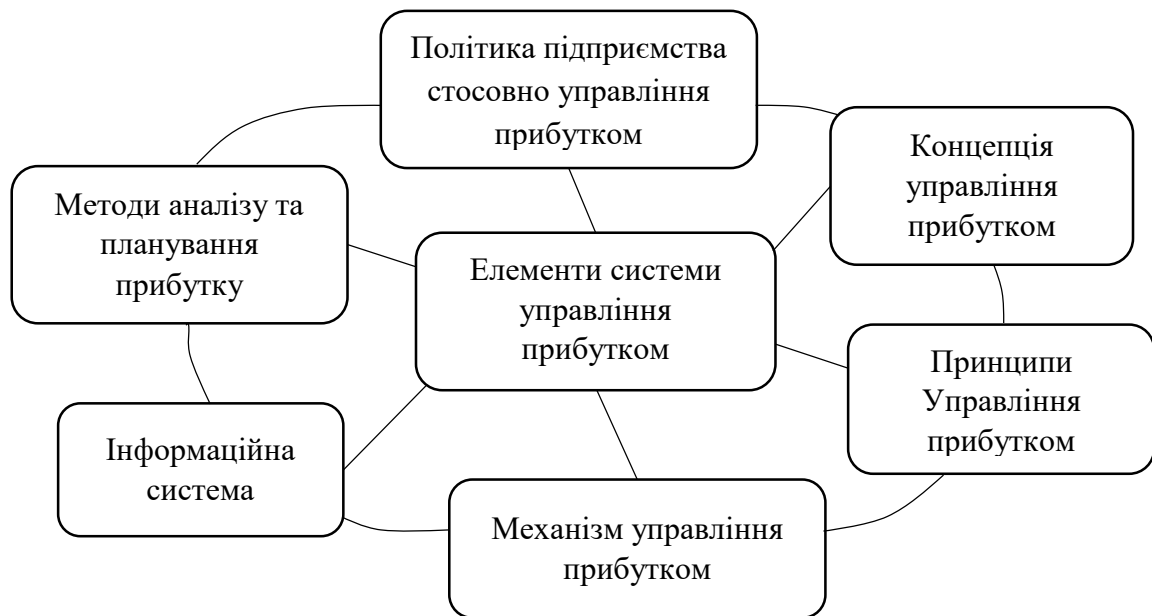 Політика підприємства
стосовно управління
прибутком
Концепція
управління
прибутком
Методи аналізу та
планування
прибутку
Елементи системи
управління
прибутком
Принципи
Управління
прибутком
Інформаційна
система
Механізм управління
прибутком